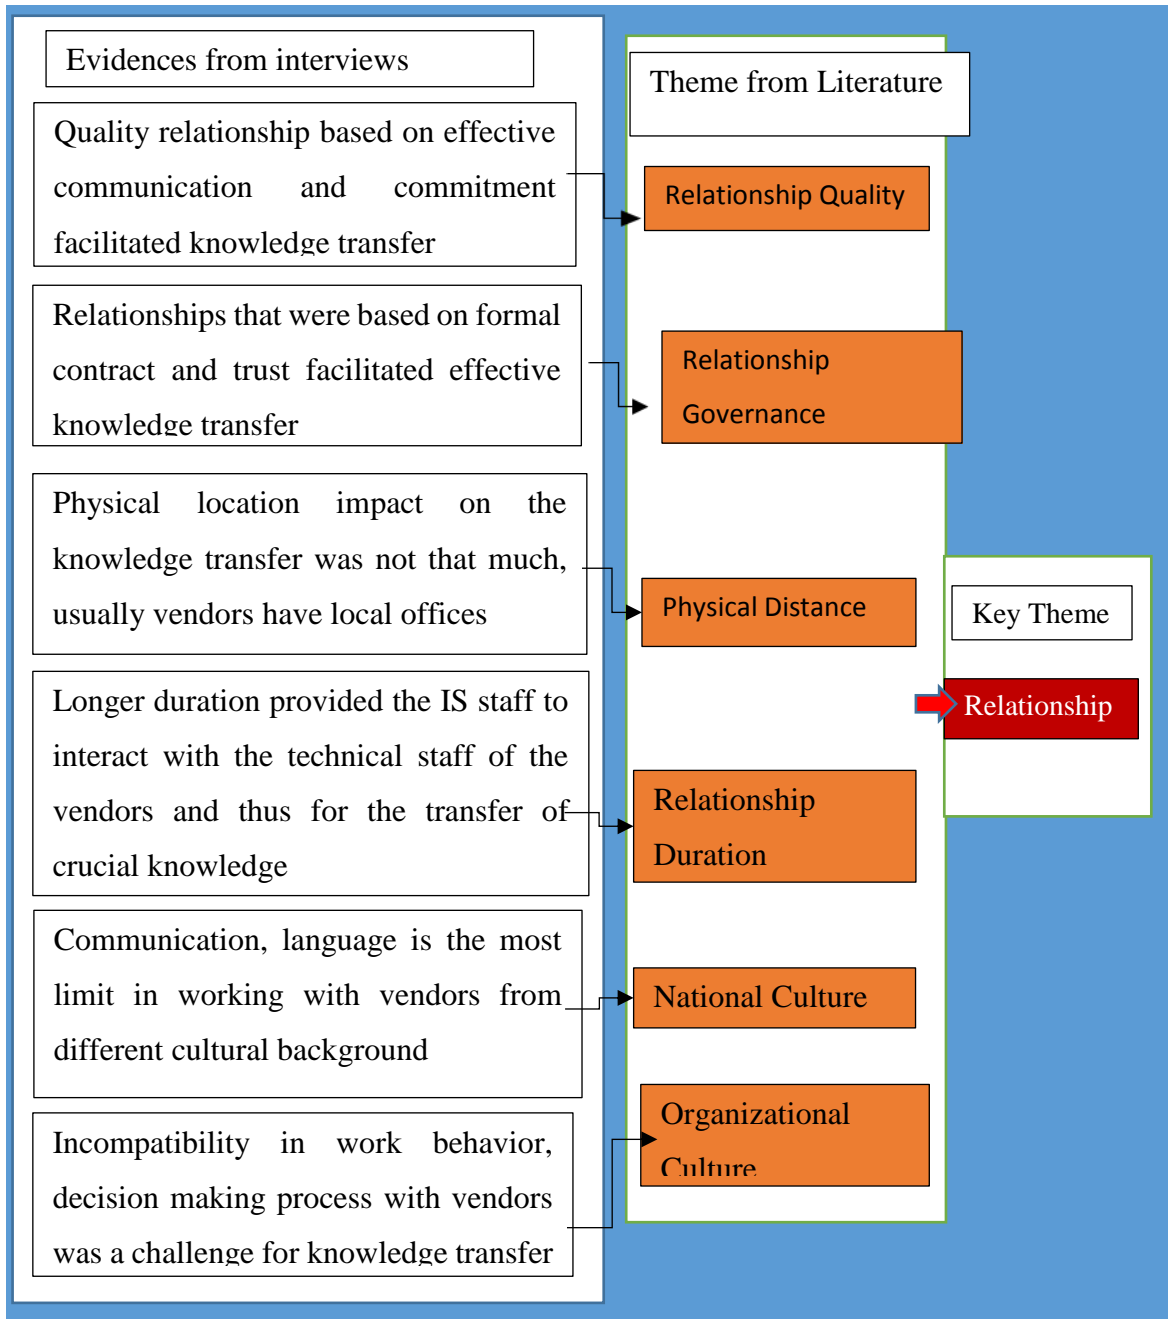 Evidences from interviews
Quality relationship based on effective
communication and commitment
facilitated knowledge transfer
Relationships that were based on formal
contract and trust facilitated effective
knowledge transfer
Physical location impact on the
knowledge transfer was not that much,
usually vendors have local offices
Longer duration provided the IS staff to
interact with the technical staff of the
vendors and thus for the transfer of
crucial knowledge
Communication, language is the most
limit in working with vendors from
different cultural background
Incompatibility in work behavior,
decision making process with vendors
was a challenge for knowledge transfer
Theme from Literature
Relationship Quality
Relationship
Governance
Physical Distance
Relationship
Duration
National Culture
Organizational
Culture
Key Theme
Relationship